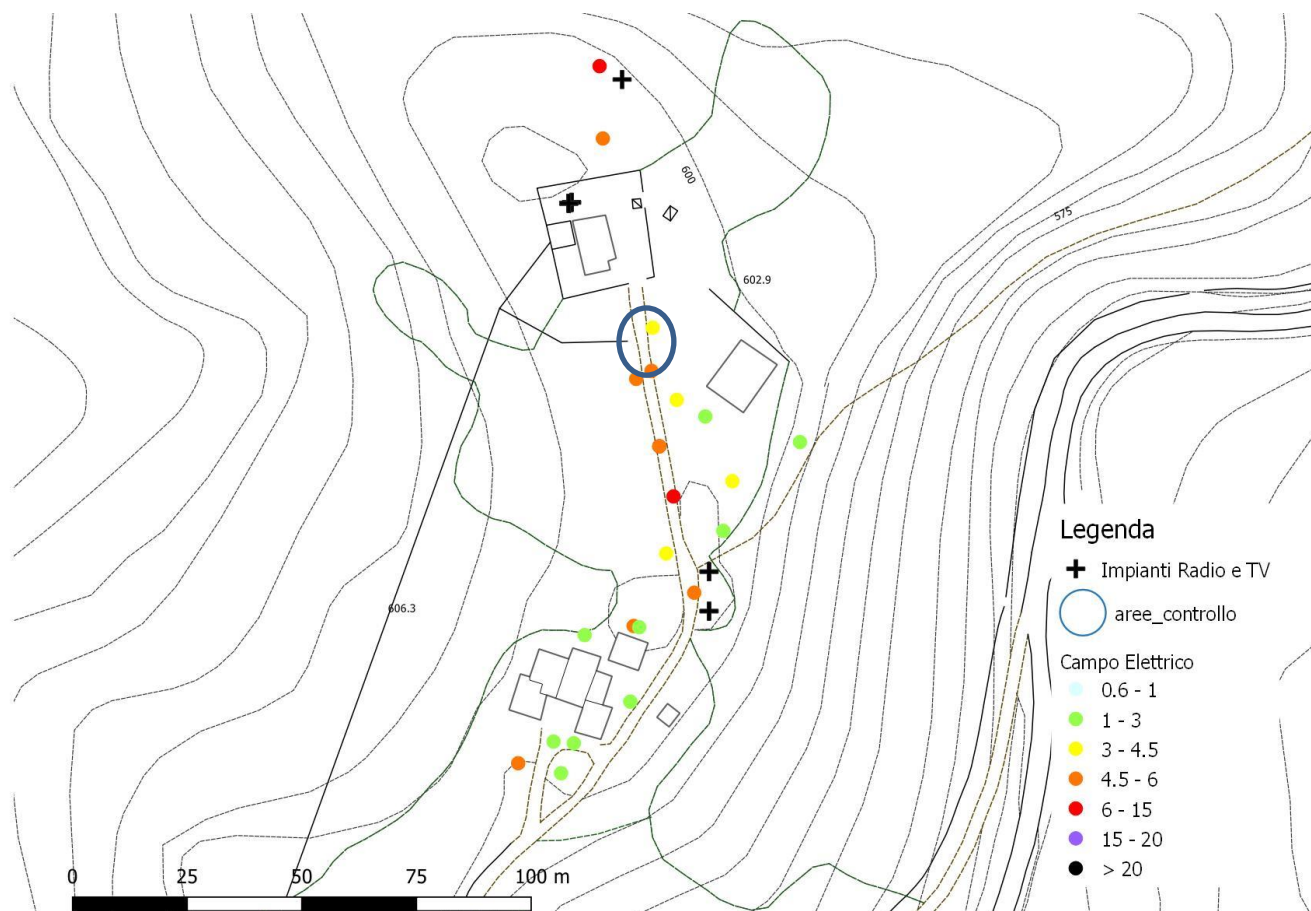 600
575
602.9
606.3
Legenda
Impianti Radio e TV
aree_controllo
Campo Elettrico
0.6 - 1
1 - 3
3 - 4.5
4.5 - 6
6 - 15
15 - 20
> 20
0 25 50 75 100 m